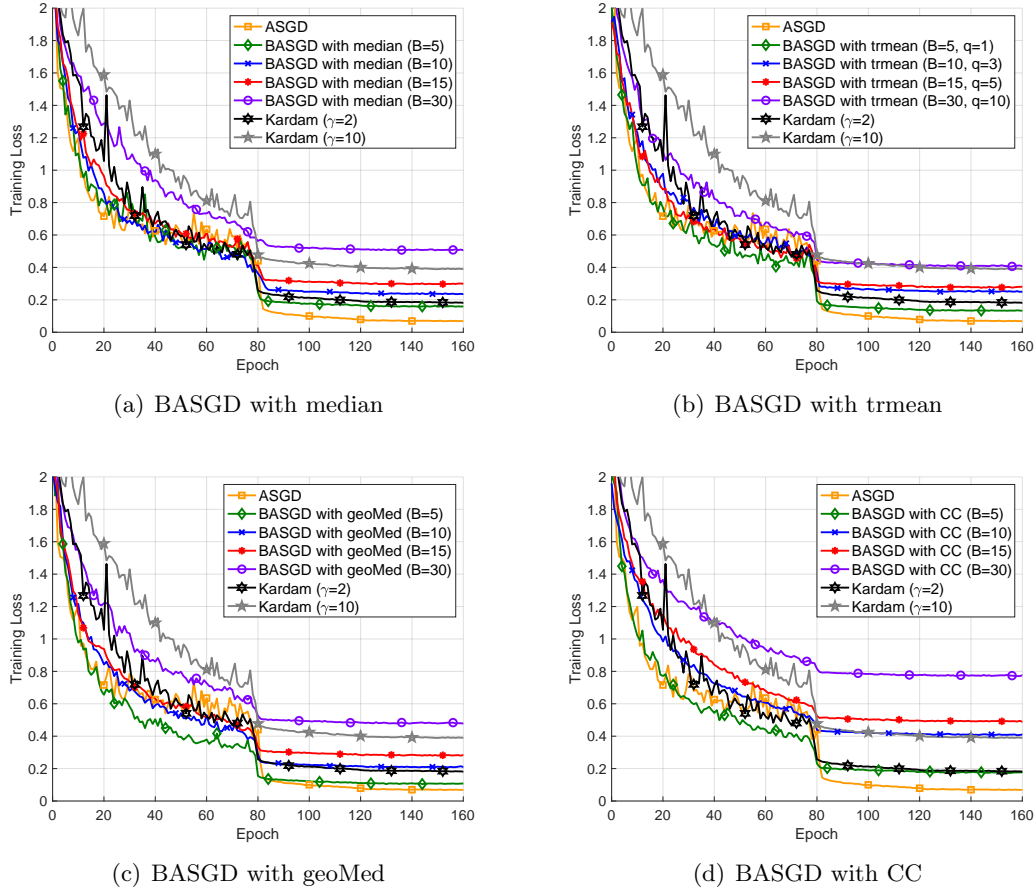 2
1.8
1.6
1.4
1.2
1
0.8
0.6
0.4
0.2
0
Training Loss
ASGD
BASGD with median (B=5)
BASGD with median (B=10)
BASGD with median (B=15)
BASGD with median (B=30)
Kardam (γ=2)
Kardam (γ=10)
0 20 40 60 80 100 120 140 160
Epoch
(a) BASGD with median
2
1.8
1.6
1.4
1.2
1
0.8
0.6
0.4
0.2
0
Training Loss
ASGD
BASGD with trmean (B=5, q=1)
BASGD with trmean (B=10, q=3)
BASGD with trmean (B=15, q=5)
BASGD with trmean (B=30, q=10)
Kardam (γ=2)
Kardam (γ=10)
0 20 40 60 80 100 120 140 160
Epoch
(b) BASGD with trmean
2
1.8
1.6
1.4
1.2
1
0.8
0.6
0.4
0.2
0
Training Loss
ASGD
BASGD with geoMed (B=5)
BASGD with geoMed (B=10)
BASGD with geoMed (B=15)
BASGD with geoMed (B=30)
Kardam (γ=2)
Kardam (γ=10)
0 20 40 60 80 100 120 140 160
Epoch
(c) BASGD with geoMed
2
1.8
1.6
1.4
1.2
1
0.8
0.6
0.4
0.2
0
Training Loss
ASGD
BASGD with CC (B=5)
BASGD with CC (B=10)
BASGD with CC (B=15)
BASGD with CC (B=30)
Kardam (γ=2)
Kardam (γ=10)
0 20 40 60 80 100 120 140 160
Epoch
(d) BASGD with CC